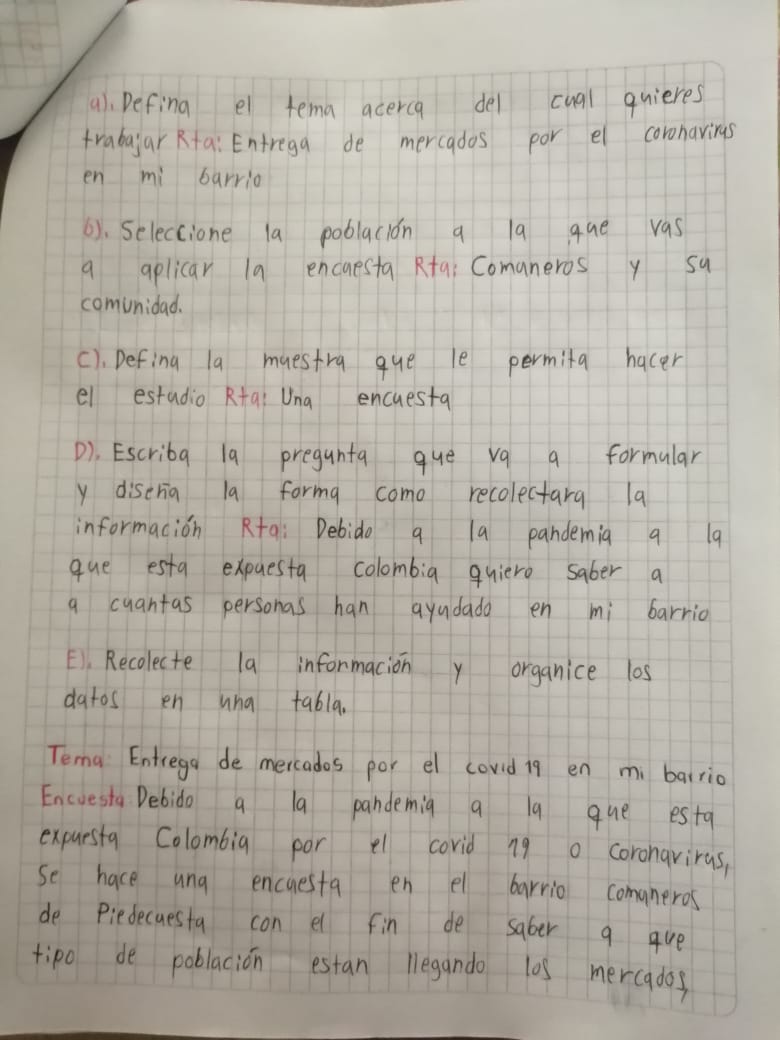 a). Defina el tema acerca del cual quieres
trabajar Rta: Entrega de mercados por el coronavirus
en mi barrio
b). Seleccione la población a la que vas
a aplicar la encuesta Rta: Comuneros y su
comunidad.
C). Defina la muestra que le permita hacer
el estudio Rta: Una encuesta
D). Escriba la pregunta que va a formular
y diseña la forma como recolectara la
información Rta: Debido a la pandemia a la
que esta expuesta colombia quiero saber a
a cuantas personas han ayudado en mi barrio
E). Recolecte la información y organice los
datos en una tabla.
Tema: Entrega de mercados por el covid 19 en mi barrio
Encuesta: Debido a la pandemia a la que esta
expuesta Colombia por el covid 19 o coronavirus,
se hace una encuesta en el barrio comuneros
de Piedecuesta con el fin de saber a que
tipo de población estan llegando los mercados,